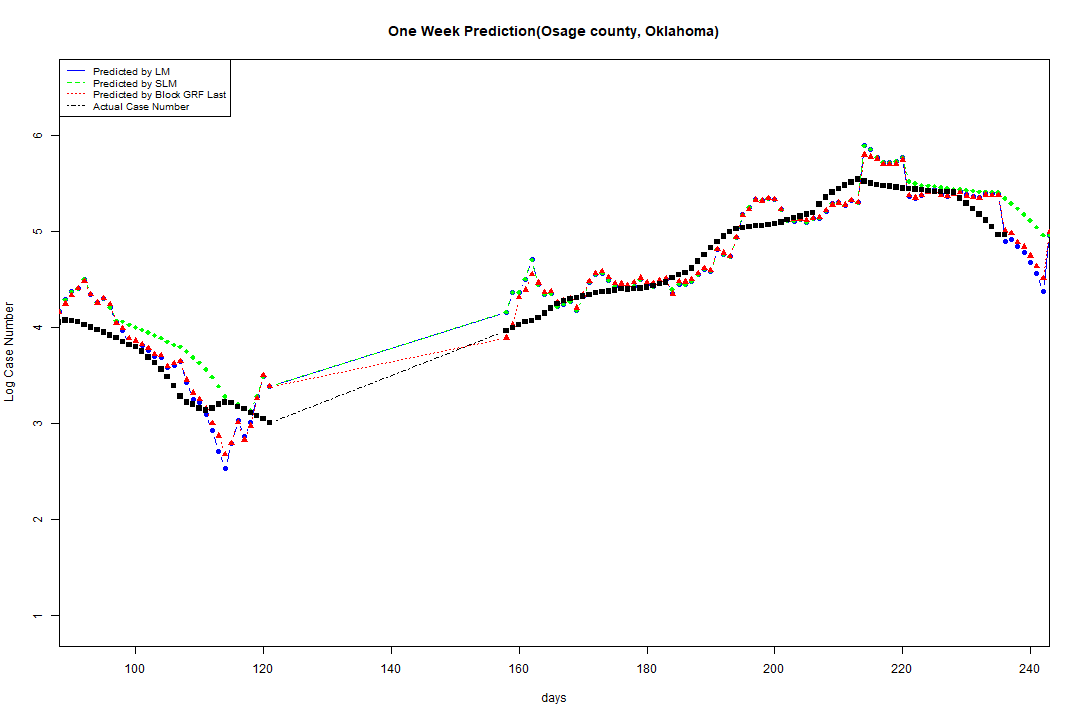 One Week Prediction(Osage county, Oklahoma)
Predicted by LM
Predicted by SLM
Predicted by Block GRF Last
Actual Case Number
6
5
4
3
2
1
Log Case Number
100 120 140 160 180 200 220 240
days